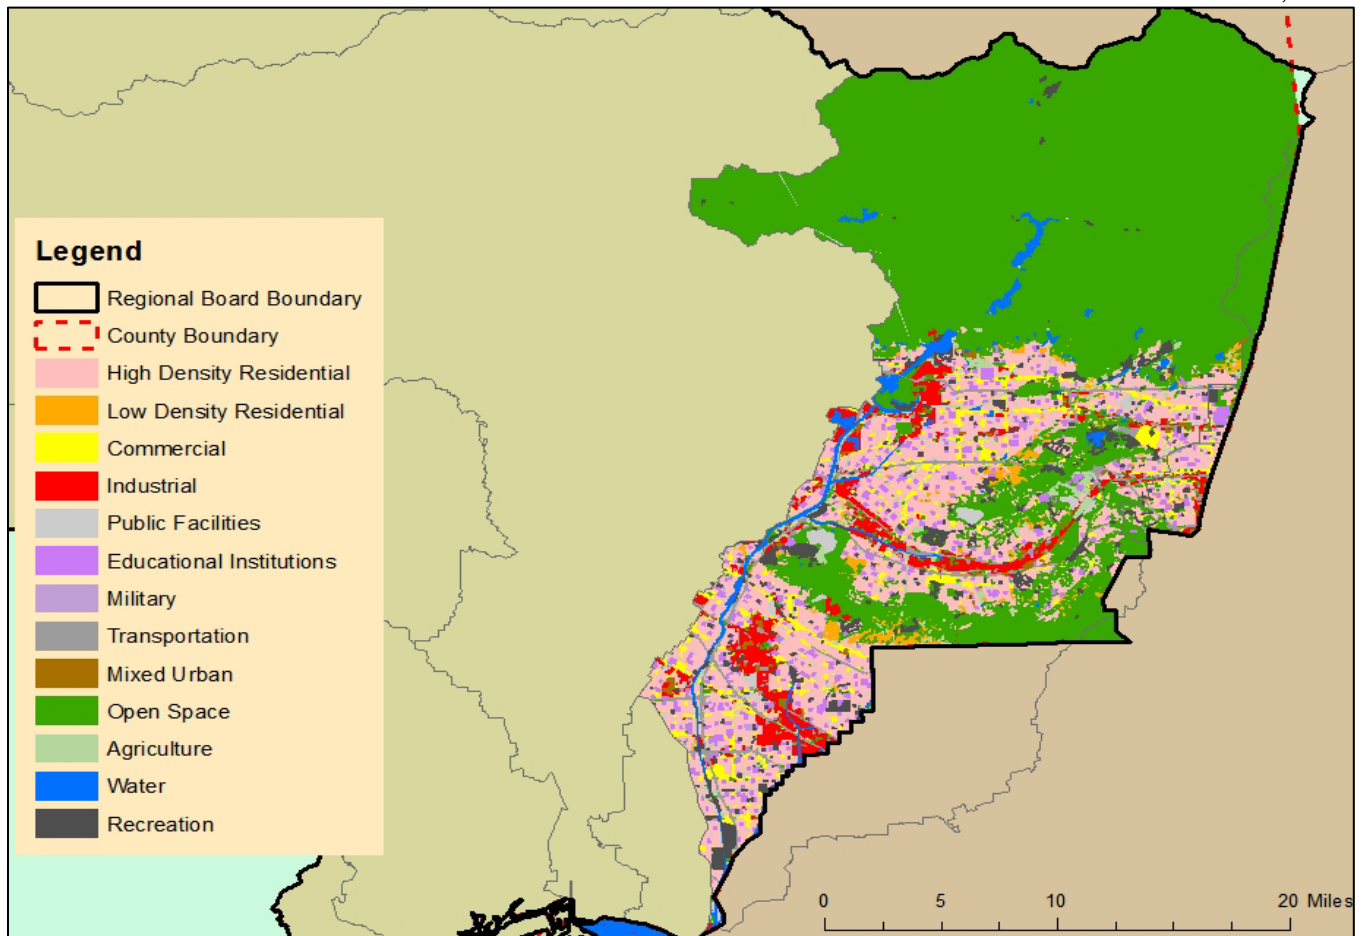 Legend
Regional Board Boundary
County Boundary
High Density Residential
Low Density Residential
Commercial
Industrial
Public Facilities
Educational Institutions
Military
Transportation
Mixed Urban
Open Space
Agriculture
Water
Recreation
0 5 10 20 Miles